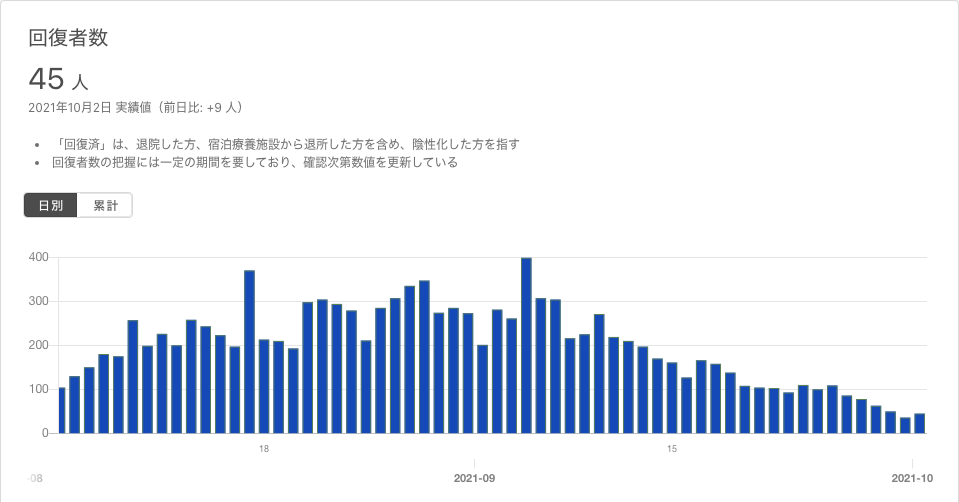 回復者数
45 人
2021年10月2日 実績値（前日比: +9 人）
• 「回復済」は、退院した方、宿泊療養施設から退所した方を含め、陰性化した方を指す
• 回復者数の把握には一定の期間を要しており、確認次第数値を更新している
日別 累計
400
300
200
100
0
18 15
-08 2021-09 2021-10